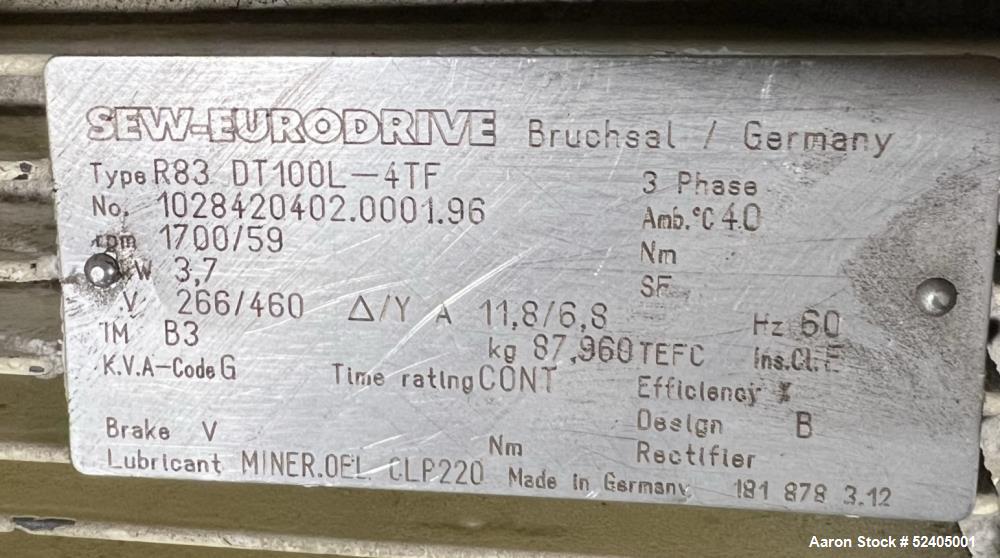 SEW-EURODRIVE Bruchsal / Germany
Type R83 DT100L-4TF 3 Phase
No. 1028420402.0001.96 Amb.°C 40
rpm 1700/59 Nm
kW 3,7 SF
V 266/460 Δ/Y A 11,8/6,8 Hz 60
IM B3 kg 87,960 TEFC Ins.Cl. F
K.V.A-Code G Time rating CONT Efficiency %
Design B
Brake V Nm Rectifier
Lubricant MINER.OEL CLP220 Made in Germany 181 878 3.12
Aaron Stock # 52405001